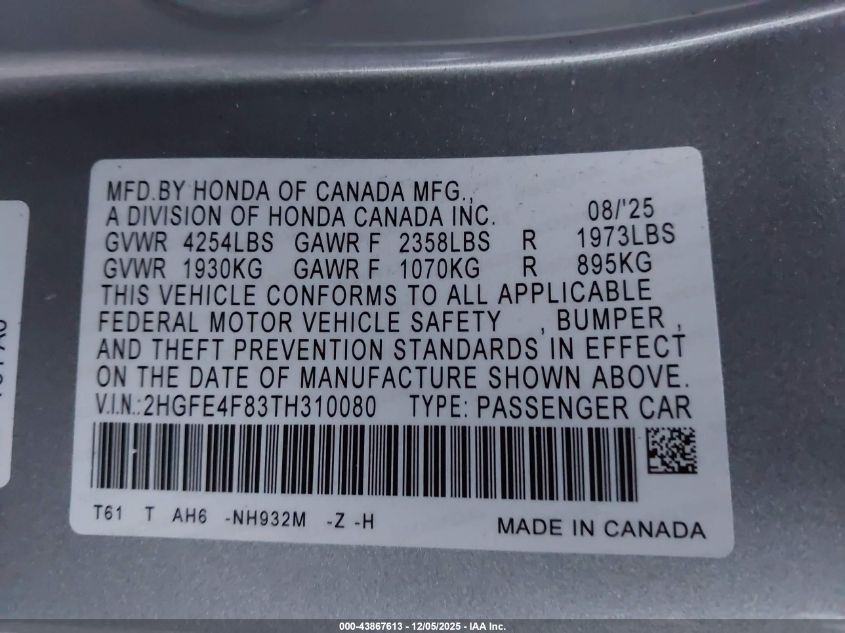 MFD.BY HONDA OF CANADA MFG.,
A DIVISION OF HONDA CANADA INC. 08/'25
GVWR 4254LBS GAWR F 2358LBS R 1973LBS
GVWR 1930KG GAWR F 1070KG R 895KG
THIS VEHICLE CONFORMS TO ALL APPLICABLE
FEDERAL MOTOR VEHICLE SAFETY , BUMPER ,
AND THEFT PREVENTION STANDARDS IN EFFECT
ON THE DATE OF MANUFACTURE SHOWN ABOVE.
V.I.N.:2HGFE4F83TH310080 TYPE: PASSENGER CAR
T61 T AH6 -NH932M -Z -H
MADE IN CANADA
000-43867613 - 12/05/2025 - IAA Inc.